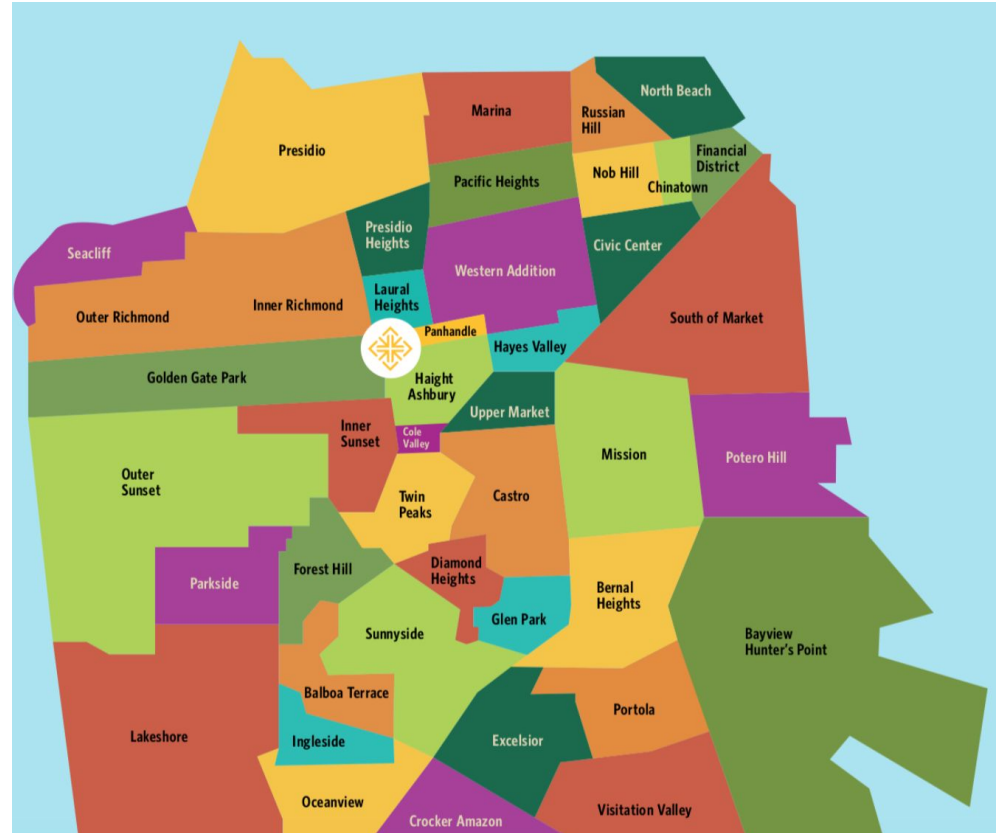 North Beach
Marina
Russian
Hill
Presidio
Financial
District
Nob Hill
Pacific Heights
Chinatown
Presidio
Heights
Civic Center
Seacliff
Western Addition
Laural
Heights
Inner Richmond
Outer Richmond
South of Market
Panhandle
Hayes Valley
Golden Gate Park
Haight
Ashbury
Upper Market
Inner
Sunset
Cole
Valley
Mission
Potero Hill
Outer
Sunset
Twin
Peaks
Castro
Forest Hill
Diamond
Heights
Parkside
Bernal
Heights
Glen Park
Sunnyside
Bayview
Hunter's Point
Balboa Terrace
Portola
Lakeshore
Ingleside
Excelsior
Oceanview
Visitation Valley
Crocker Amazon